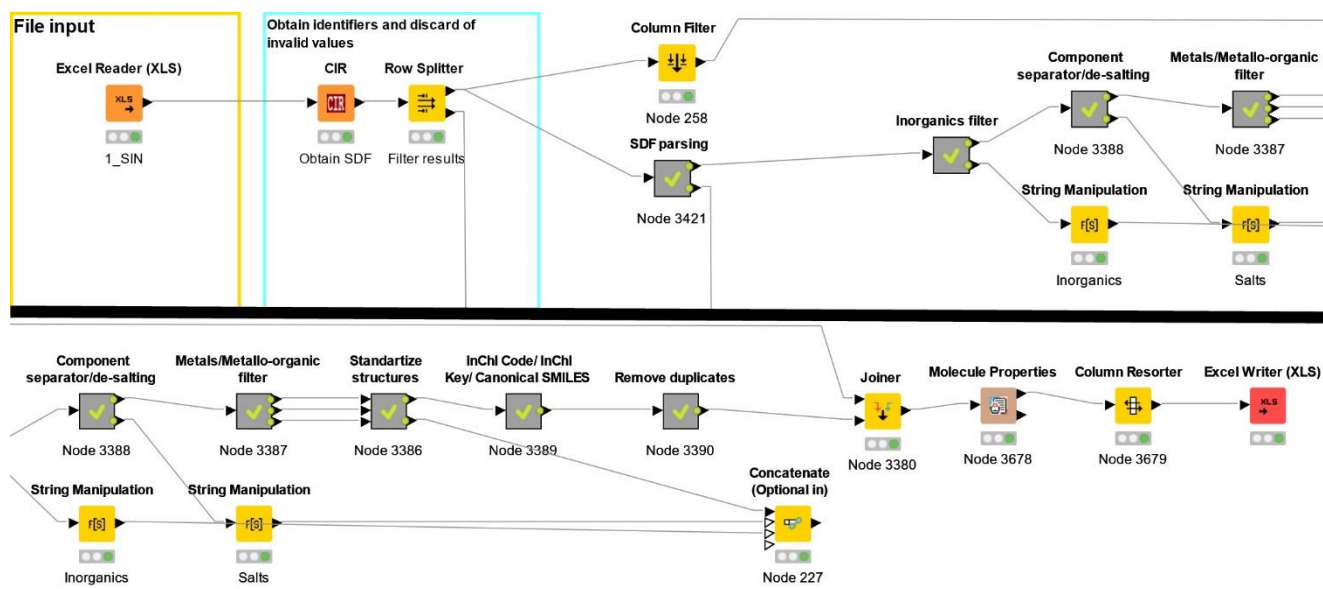 File input
Obtain identifiers and discard of
invalid values
Excel Reader (XLS)
XLS
1_SIN
CIR
CIR
Obtain SDF
Row Splitter
Filter results
Column Filter
Node 258
SDF parsing
Node 3421
Inorganics filter
Component
separator/de-salting
Node 3388
Metals/Metallo-organic
filter
Node 3387
String Manipulation
F[S]
Inorganics
String Manipulation
F[S]
Salts
Component
separator/de-salting
Node 3388
Metals/Metallo-organic
filter
Node 3387
Standartize
structures
Node 3386
InChI Code/ InChI
Key/ Canonical SMILES
Node 3389
Remove duplicates
Node 3390
Joiner
Node 3380
Molecule Properties
Node 3678
Column Resorter
Node 3679
Excel Writer (XLS)
XLS
String Manipulation
F[S]
Inorganics
String Manipulation
F[S]
Salts
Concatenate
(Optional in)
Node 227